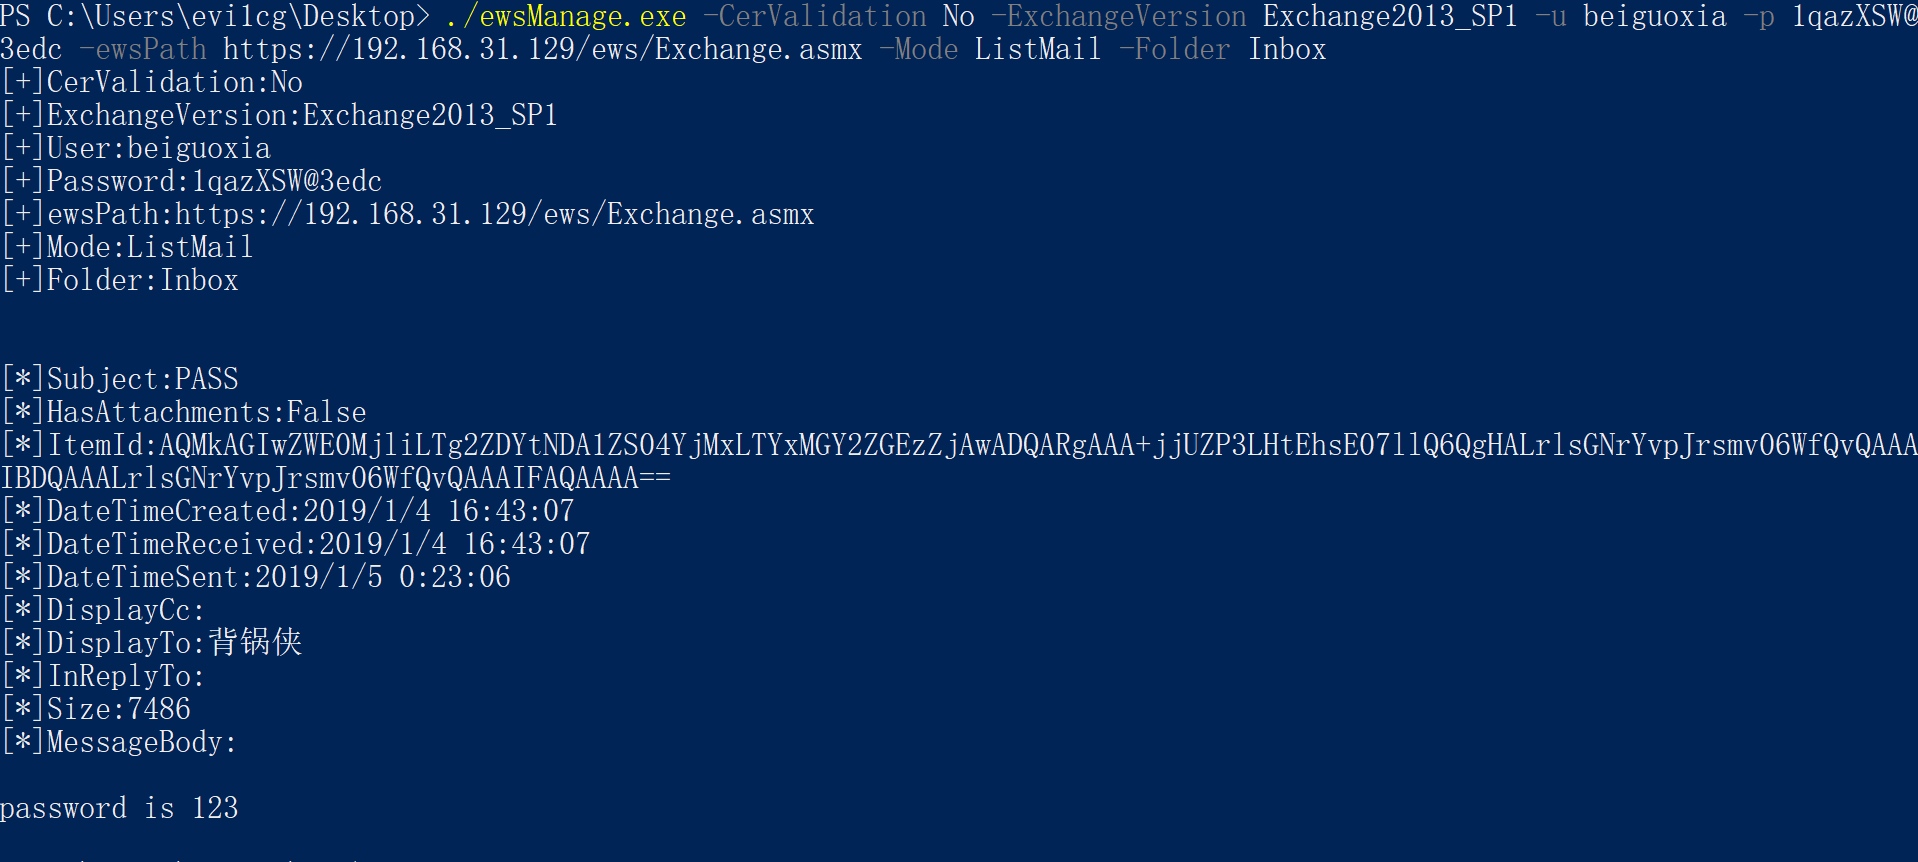 PS C:\Users\evi1cg\Desktop> ./ewsManage.exe -CerValidation No -ExchangeVersion Exchange2013_SP1 -u beiguoxia -p 1qazXSW@
3edc -ewsPath https://192.168.31.129/ews/Exchange.asmx -Mode ListMail -Folder Inbox
[+]CerValidation:No
[+]ExchangeVersion:Exchange2013_SP1
[+]User:beiguoxia
[+]Password:1qazXSW@3edc
[+]ewsPath:https://192.168.31.129/ews/Exchange.asmx
[+]Mode:ListMail
[+]Folder:Inbox
[*]Subject:PASS
[*]HasAttachments:False
[*]ItemId:AQMkAGIwZWE0MjliLTg2ZDYtNDA1ZS04YjMxLTYxMGY2ZGEzZjAwADQARgAAA+jjUZP3LHtEhsE07llQ6QgHALrlsGNrYvpJrsmv06WfQvQAAA
IBDQAAALrlsGNrYvpJrsmv06WfQvQAAAIFAQAAAA==
[*]DateTimeCreated:2019/1/4 16:43:07
[*]DateTimeReceived:2019/1/4 16:43:07
[*]DateTimeSent:2019/1/5 0:23:06
[*]DisplayCc:
[*]DisplayTo:背锅侠
[*]InReplyTo:
[*]Size:7486
[*]MessageBody:
password is 123